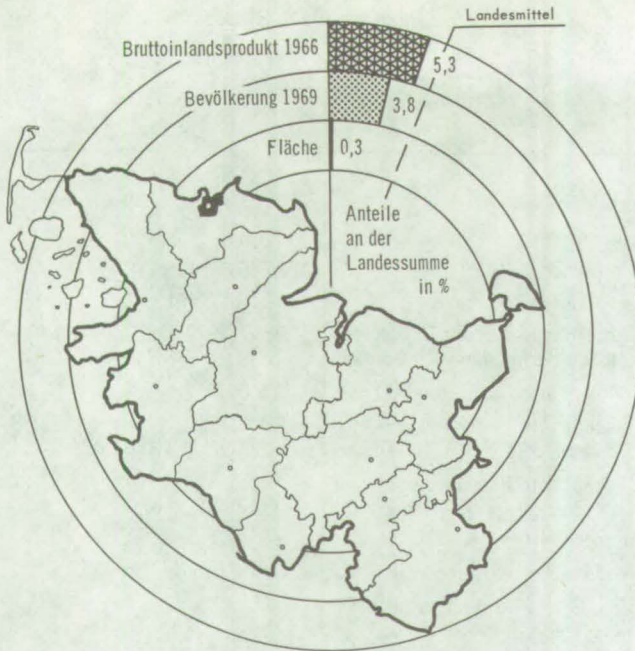 Landesmittel
Bruttoinlandsprodukt 1966
5,3
Bevölkerung 1969
3,8
Fläche
0,3
Anteile
an der
Landessumme
in %